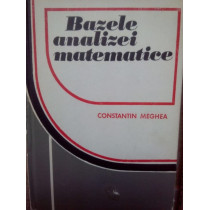 Bazele
analizei
matematice
CONSTANTIN MEGHEA